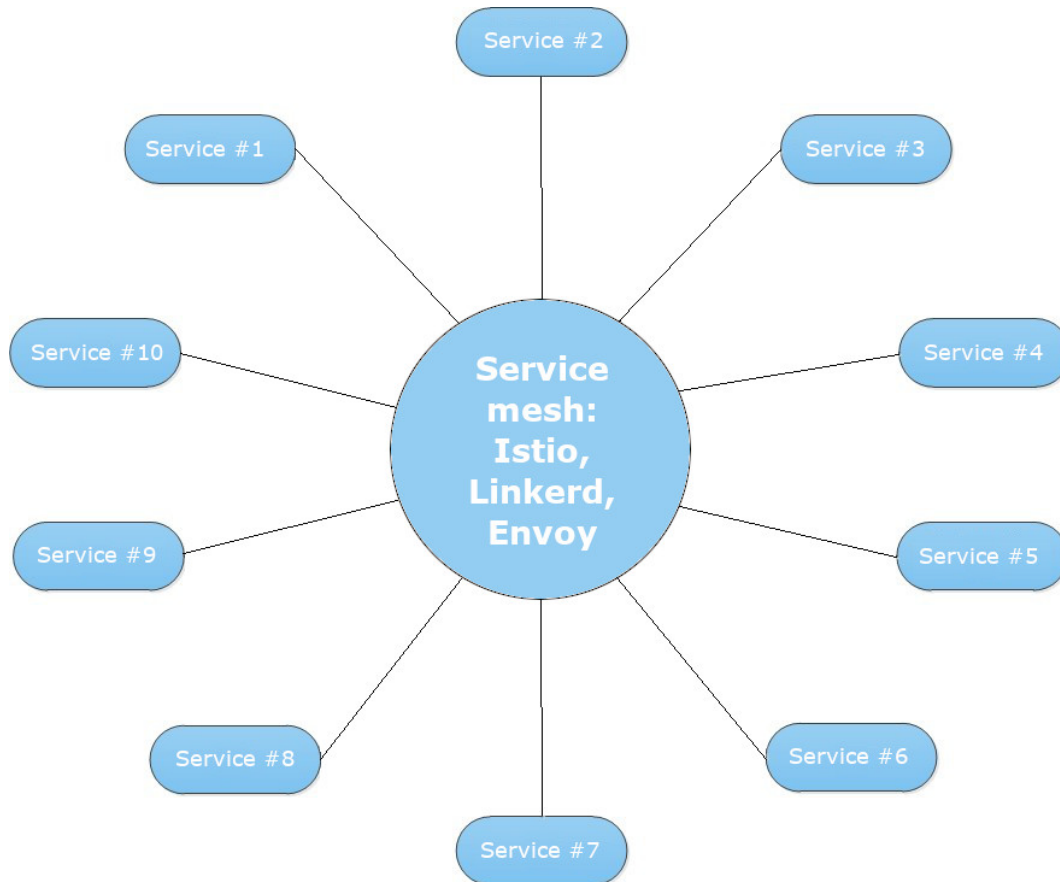 Service #2
Service #1
Service #3
Service #10
Service #4
Service
mesh:
Istio,
Linkerd,
Envoy
Service #9
Service #5
Service #8
Service #6
Service #7